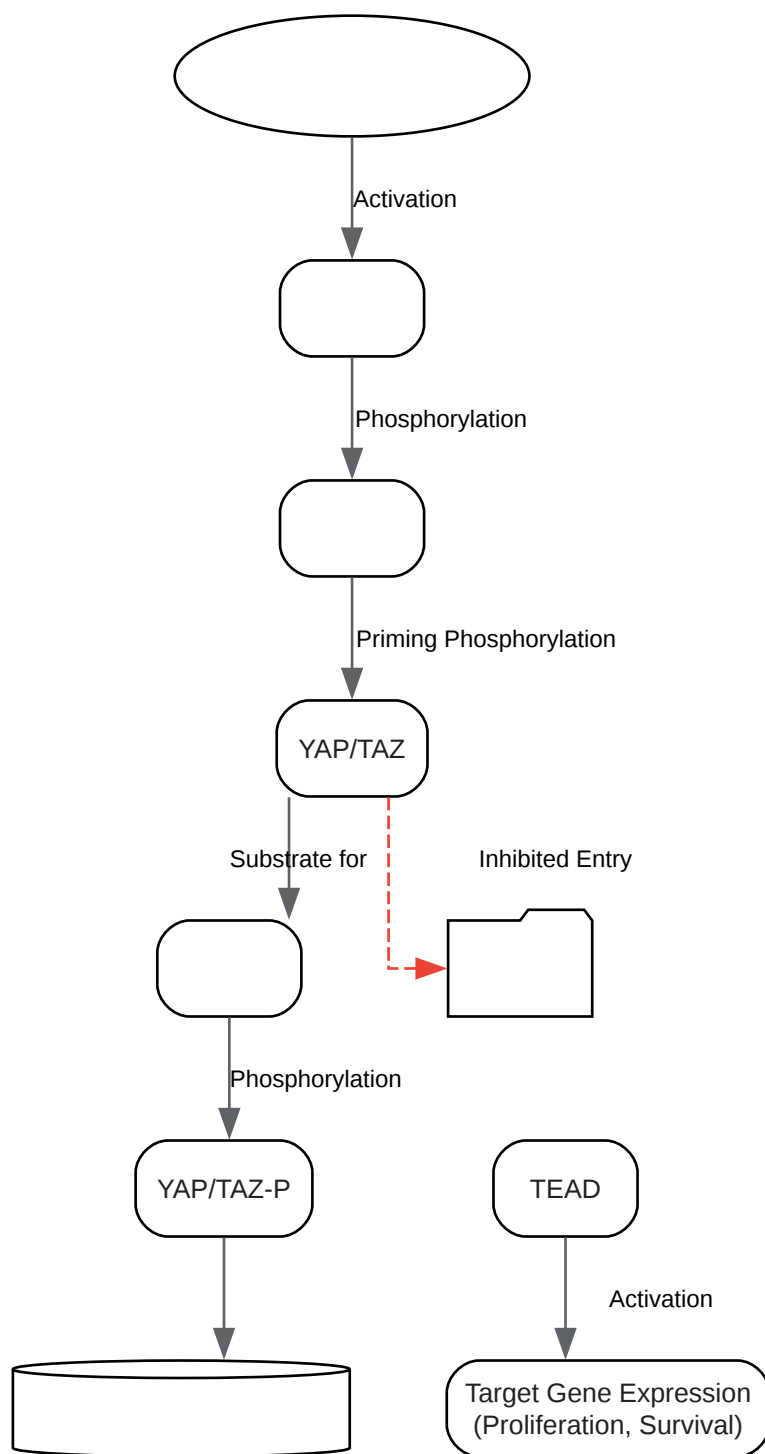 Activation
Phosphorylation
Priming Phosphorylation
YAP/TAZ
Substrate for
Inhibited Entry
Phosphorylation
YAP/TAZ-P
TEAD
Activation
Target Gene Expression
(Proliferation, Survival)